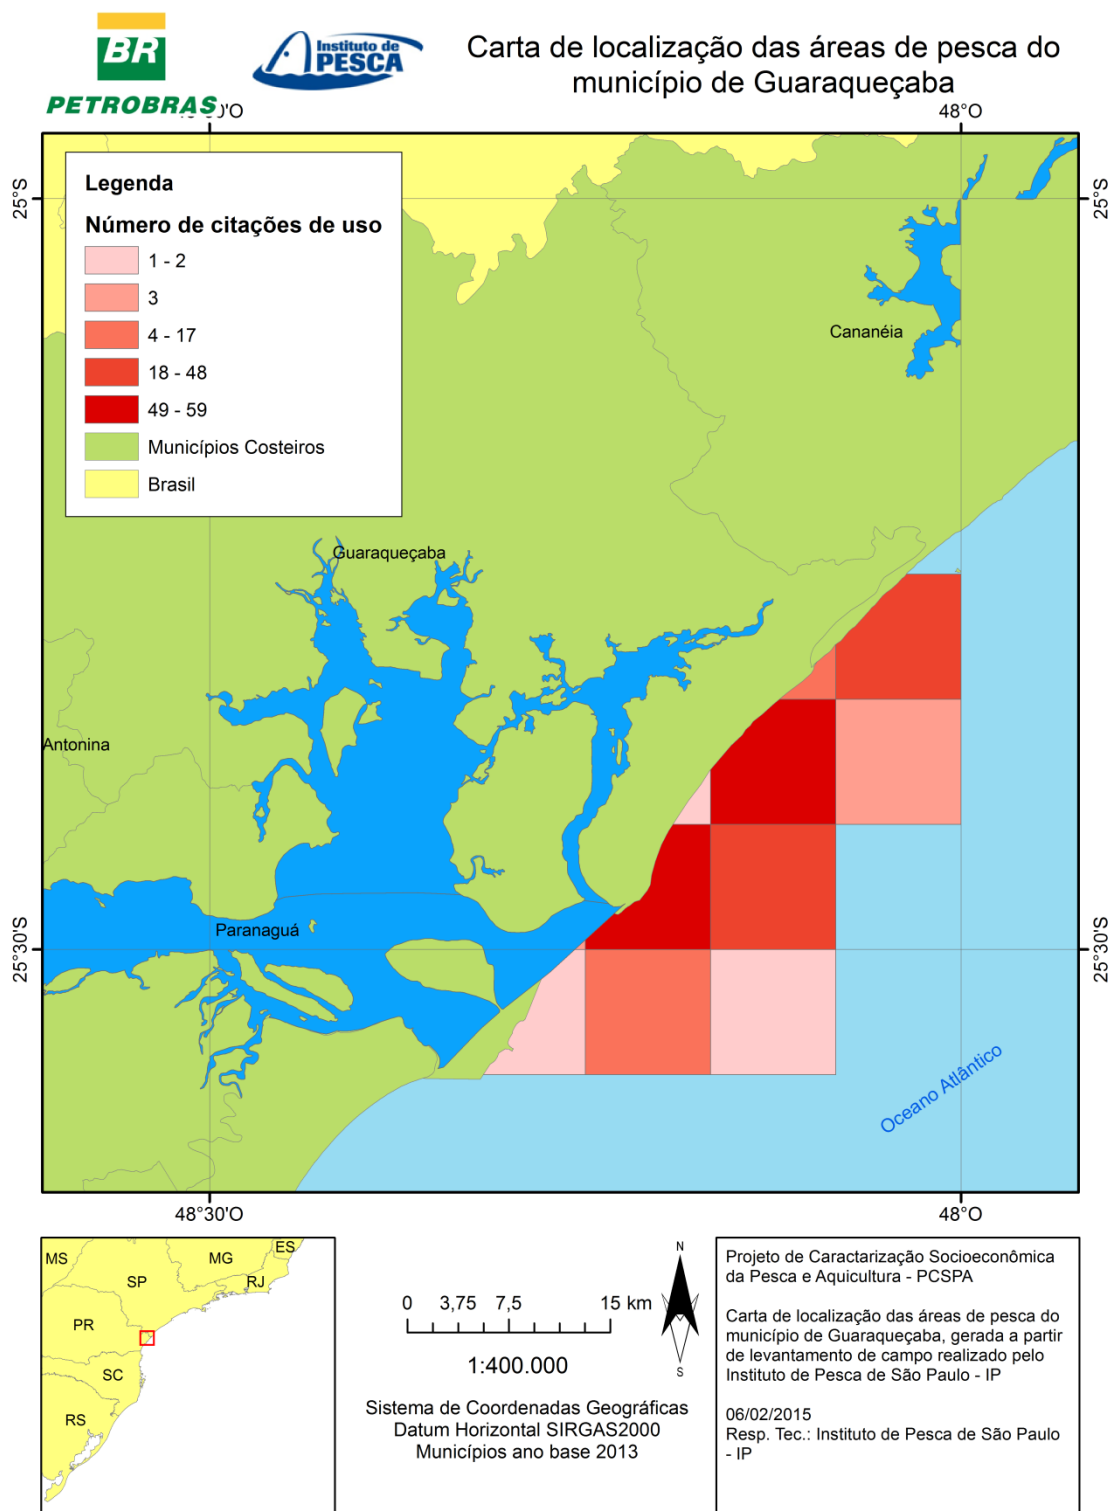 BR
PETROBRAS
Instituto de
PESCA
Carta de localização das áreas de pesca do
município de Guaraqueçaba
48°O
25°S
25°S
Legenda
Número de citações de uso
1 - 2
3
4 - 17
18 - 48
49 - 59
Municípios Costeiros
Brasil
Cananéia
Guaraqueçaba
Antonina
Paranaguá
25°30'S
25°30'S
Oceano Atlântico
48°30'O
48°O
MS
MG
ES
SP
RJ
PR
SC
RS
0 3,75 7,5 15 km
1:400.000
Sistema de Coordenadas Geográficas
Datum Horizontal SIRGAS2000
Municípios ano base 2013
N
S
Projeto de Caractarização Socioeconômica
da Pesca e Aquicultura - PCSPA
Carta de localização das áreas de pesca do
município de Guaraqueçaba, gerada a partir
de levantamento de campo realizado pelo
Instituto de Pesca de São Paulo - IP
06/02/2015
Resp. Tec.: Instituto de Pesca de São Paulo
- IP